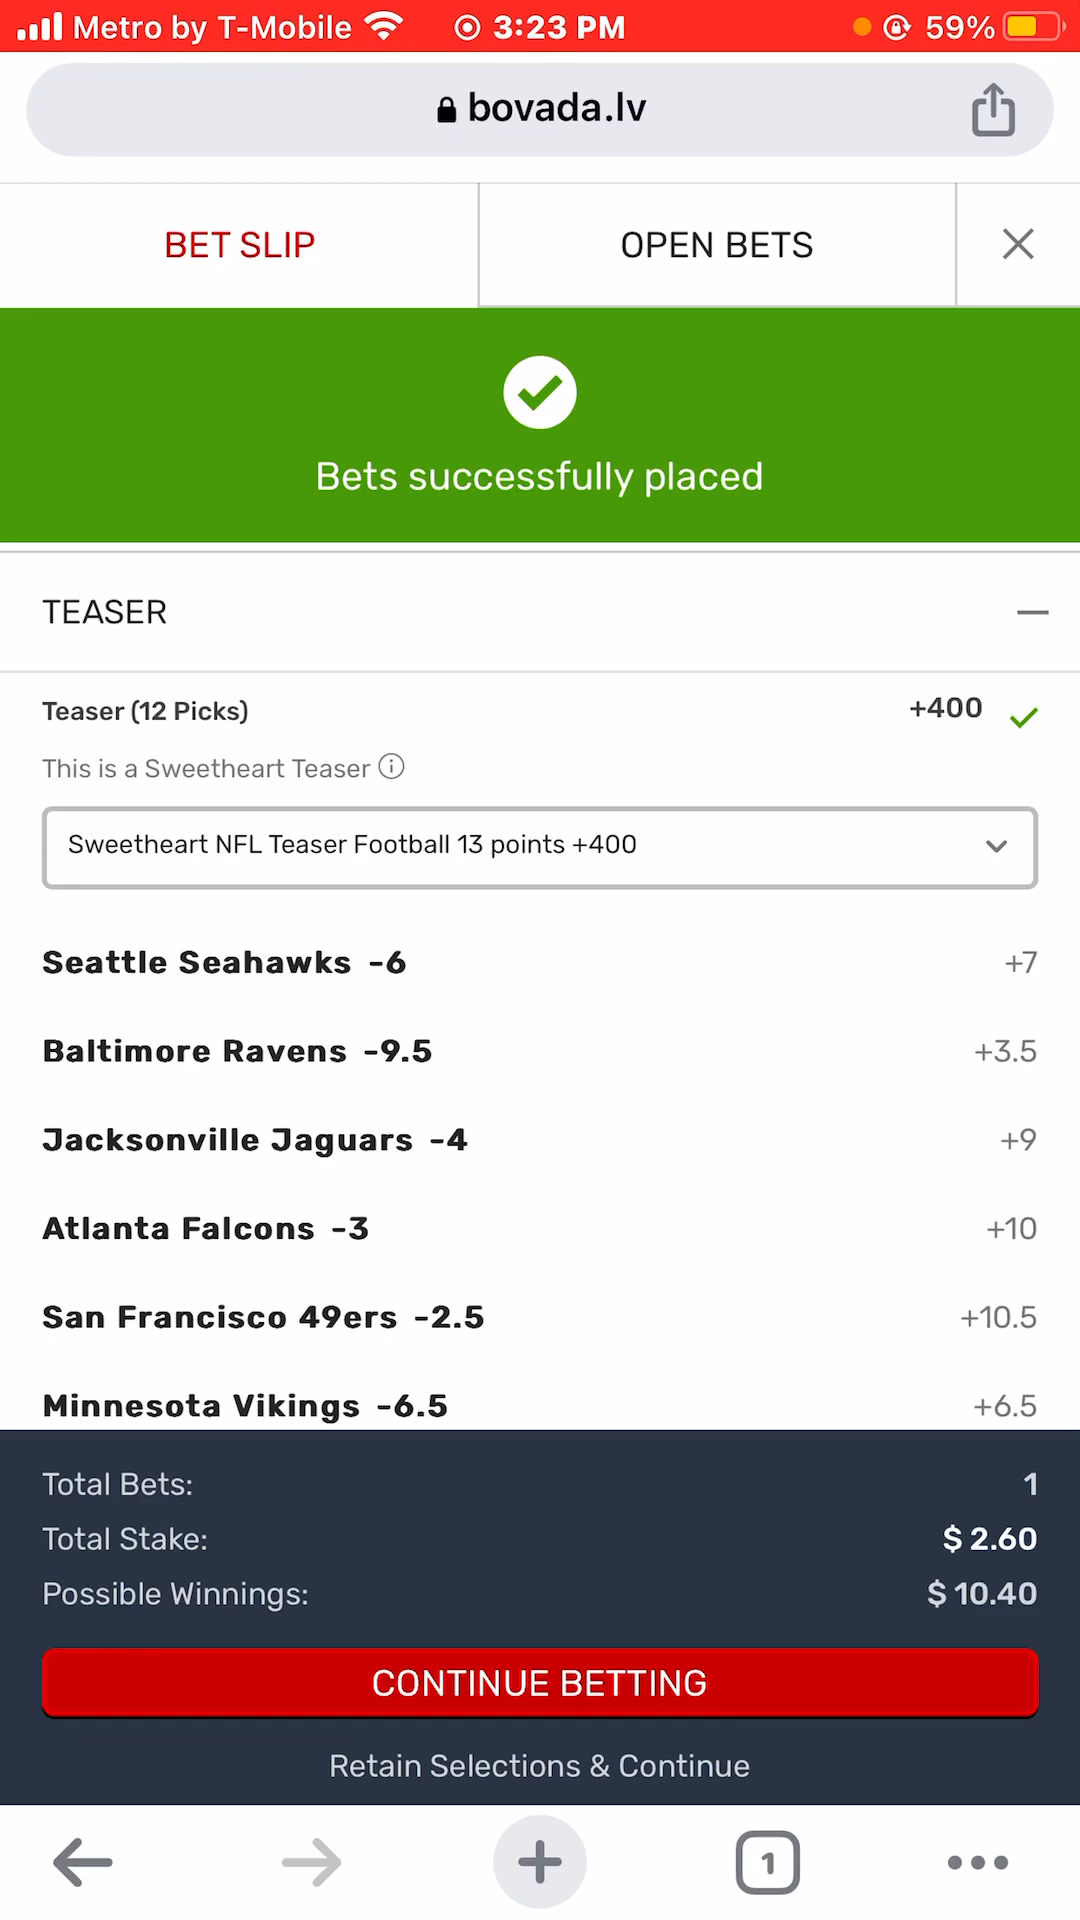 Metro by T-Mobile 3:23 PM 59%
bovada.lv
BET SLIP OPEN BETS
Bets successfully placed
TEASER
Teaser (12 Picks) +400
This is a Sweetheart Teaser
Sweetheart NFL Teaser Football 13 points +400
Seattle Seahawks -6 +7
Baltimore Ravens -9.5 +3.5
Jacksonville Jaguars -4 +9
Atlanta Falcons -3 +10
San Francisco 49ers -2.5 +10.5
Minnesota Vikings -6.5 +6.5
Total Bets: 1
Total Stake: $ 2.60
Possible Winnings: $ 10.40
CONTINUE BETTING
Retain Selections & Continue
1